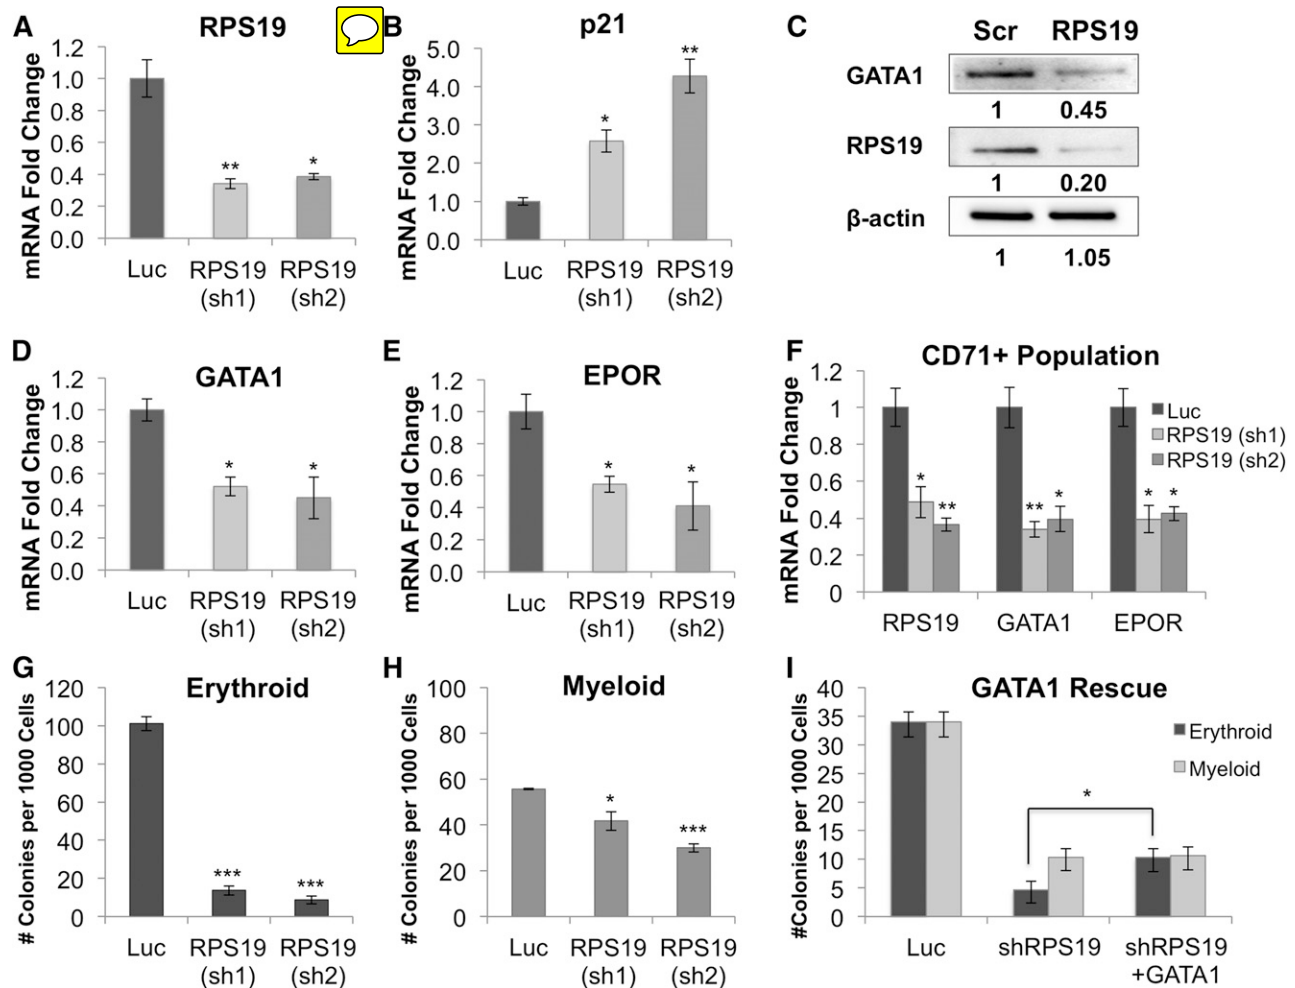 A
RPS19
mRNA Fold Change
1.2
1.0
0.8
0.6
0.4
0.2
0.0
**
*
Luc
RPS19
(sh1)
RPS19
(sh2)
B
p21
mRNA Fold Change
5.0
4.0
3.0
2.0
1.0
0.0
*
**
Luc
RPS19
(sh1)
RPS19
(sh2)
C
Scr RPS19
GATA1
1 0.45
RPS19
1 0.20
β-actin
1 1.05
D
GATA1
mRNA Fold Change
1.2
1.0
0.8
0.6
0.4
0.2
0.0
*
*
Luc
RPS19
(sh1)
RPS19
(sh2)
E
EPOR
mRNA Fold Change
1.2
1.0
0.8
0.6
0.4
0.2
0.0
*
*
Luc
RPS19
(sh1)
RPS19
(sh2)
F
CD71+ Population
mRNA Fold Change
1.2
1
0.8
0.6
0.4
0.2
0
*
**
**
*
*
*
Luc
RPS19 (sh1)
RPS19 (sh2)
RPS19 GATA1 EPOR
G
Erythroid
# Colonies per 1000 Cells
120
100
80
60
40
20
0
***
***
Luc
RPS19
(sh1)
RPS19
(sh2)
H
Myeloid
# Colonies per 1000 Cells
100
80
60
40
20
0
*
***
Luc
RPS19
(sh1)
RPS19
(sh2)
I
GATA1 Rescue
#Colonies per 1000 Cells
40
35
30
25
20
15
10
5
0
*
Erythroid
Myeloid
Luc
shRPS19
shRPS19
+GATA1